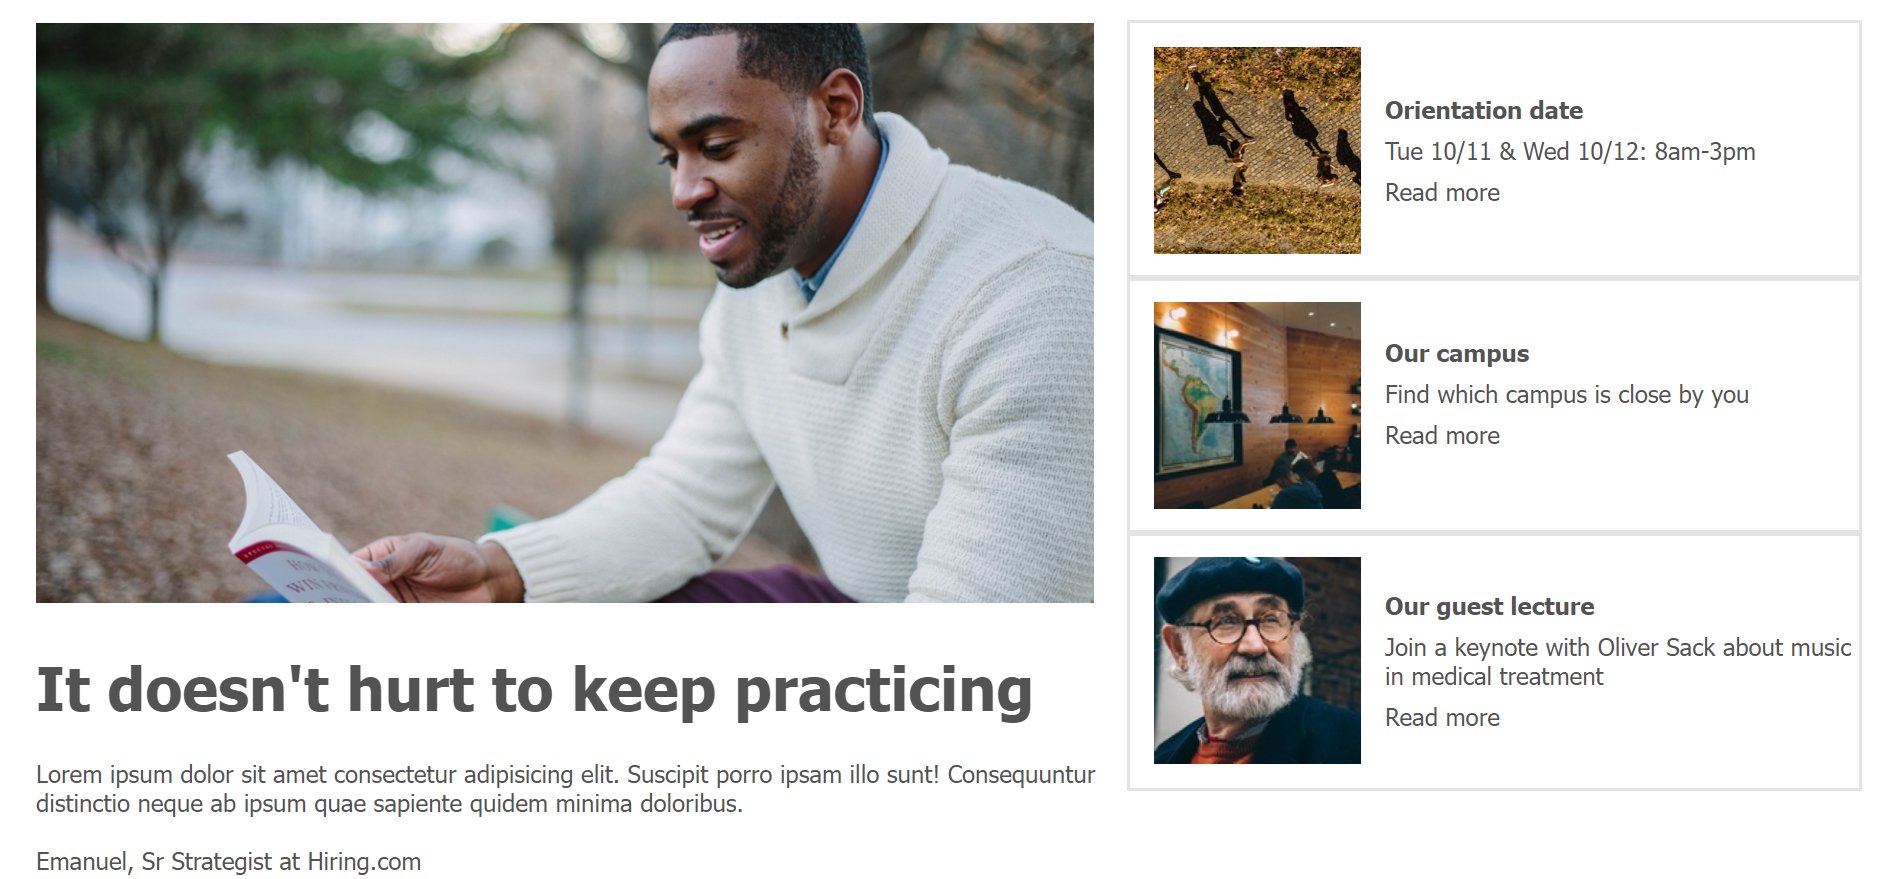 SPECIAL
WIN
It doesn't hurt to keep practicing
Lorem ipsum dolor sit amet consectetur adipisicing elit. Suscipit porro ipsam illo sunt! Consequuntur
distinctio neque ab ipsum quae sapiente quidem minima doloribus.
Emanuel, Sr Strategist at Hiring.com
Orientation date
Tue 10/11 & Wed 10/12: 8am-3pm
Read more
Our campus
Find which campus is close by you
Read more
Our guest lecture
Join a keynote with Oliver Sack about music
in medical treatment
Read more